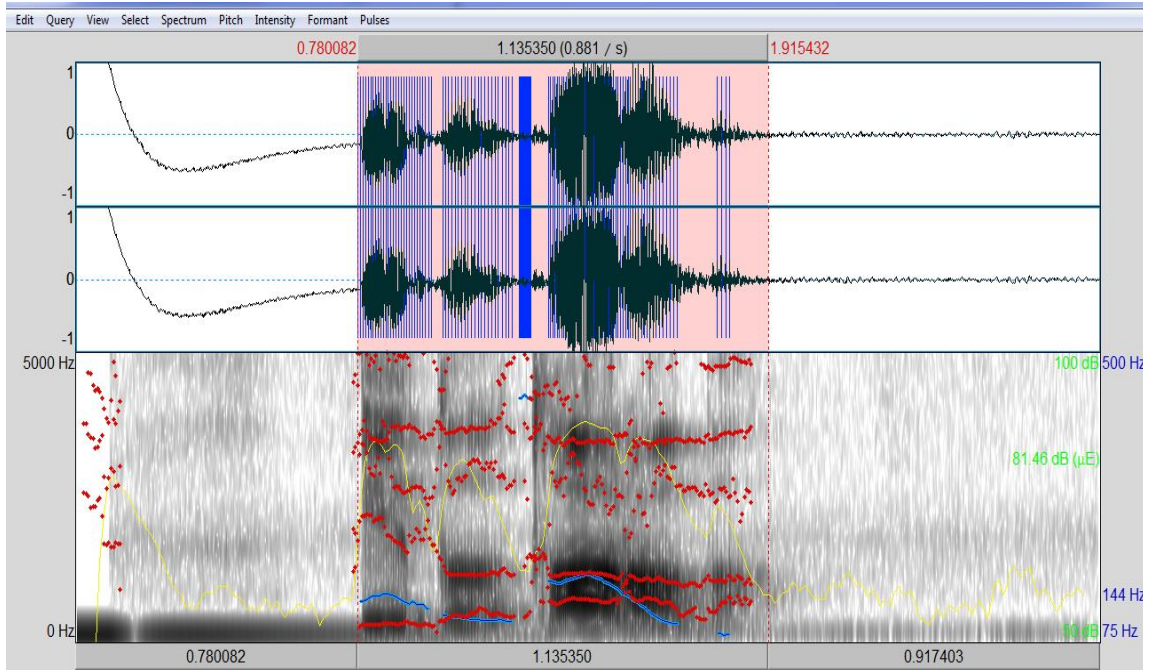 Edit Query View Select Spectrum Pitch Intensity Formant Pulses
0.780082 1.135350 (0.881 / s) 1.915432
1
0
-1
1
0
-1
5000 Hz 100 dB 500 Hz
81.46 dB (µE)
144 Hz
0 Hz 50 dB 75 Hz
0.780082 1.135350 0.917403